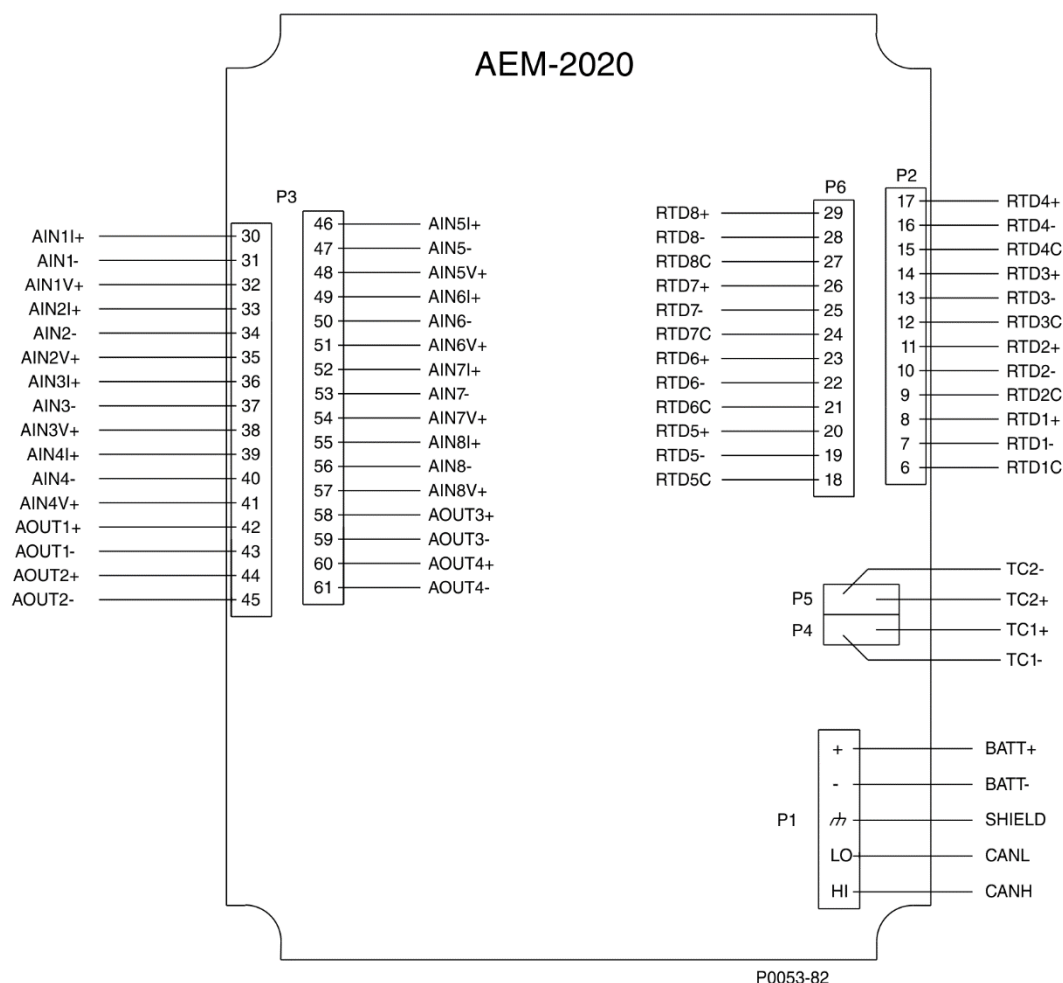 AEM-2020
P3
30 AIN1I+
31 AIN1-
32 AIN1V+
33 AIN2I+
34 AIN2-
35 AIN2V+
36 AIN3I+
37 AIN3-
38 AIN3V+
39 AIN4I+
40 AIN4-
41 AIN4V+
42 AOUT1+
43 AOUT1-
44 AOUT2+
45 AOUT2-
46 AIN5I+
47 AIN5-
48 AIN5V+
49 AIN6I+
50 AIN6-
51 AIN6V+
52 AIN7I+
53 AIN7-
54 AIN7V+
55 AIN8I+
56 AIN8-
57 AIN8V+
58 AOUT3+
59 AOUT3-
60 AOUT4+
61 AOUT4-
P6
RTD8+ 29
RTD8- 28
RTD8C 27
RTD7+ 26
RTD7- 25
RTD7C 24
RTD6+ 23
RTD6- 22
RTD6C 21
RTD5+ 20
RTD5- 19
RTD5C 18
P2
17 RTD4+
16 RTD4-
15 RTD4C
14 RTD3+
13 RTD3-
12 RTD3C
11 RTD2+
10 RTD2-
9 RTD2C
8 RTD1+
7 RTD1-
6 RTD1C
TC2-
P5 TC2+
P4 TC1+
TC1-
+ BATT+
- BATT-
P1 SHIELD
LO CANL
HI CANH
P0053-82